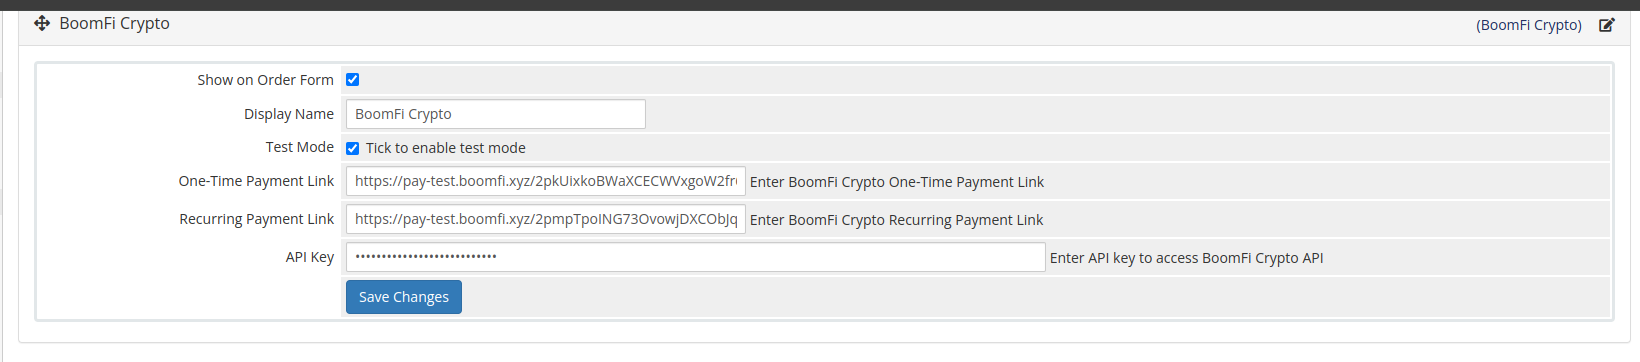 BoomFi Crypto
(BoomFi Crypto)
Show on Order Form
Display Name
BoomFi Crypto
Test Mode
Tick to enable test mode
One-Time Payment Link
https://pay-test.boomfi.xyz/2pkUixkoBWaXCECWVxgoW2fr
Enter BoomFi Crypto One-Time Payment Link
Recurring Payment Link
https://pay-test.boomfi.xyz/2pmpTpoING73OvowjDXCObJq
Enter BoomFi Crypto Recurring Payment Link
API Key
•••••••••••••••••••••••••••
Enter API key to access BoomFi Crypto API
Save Changes